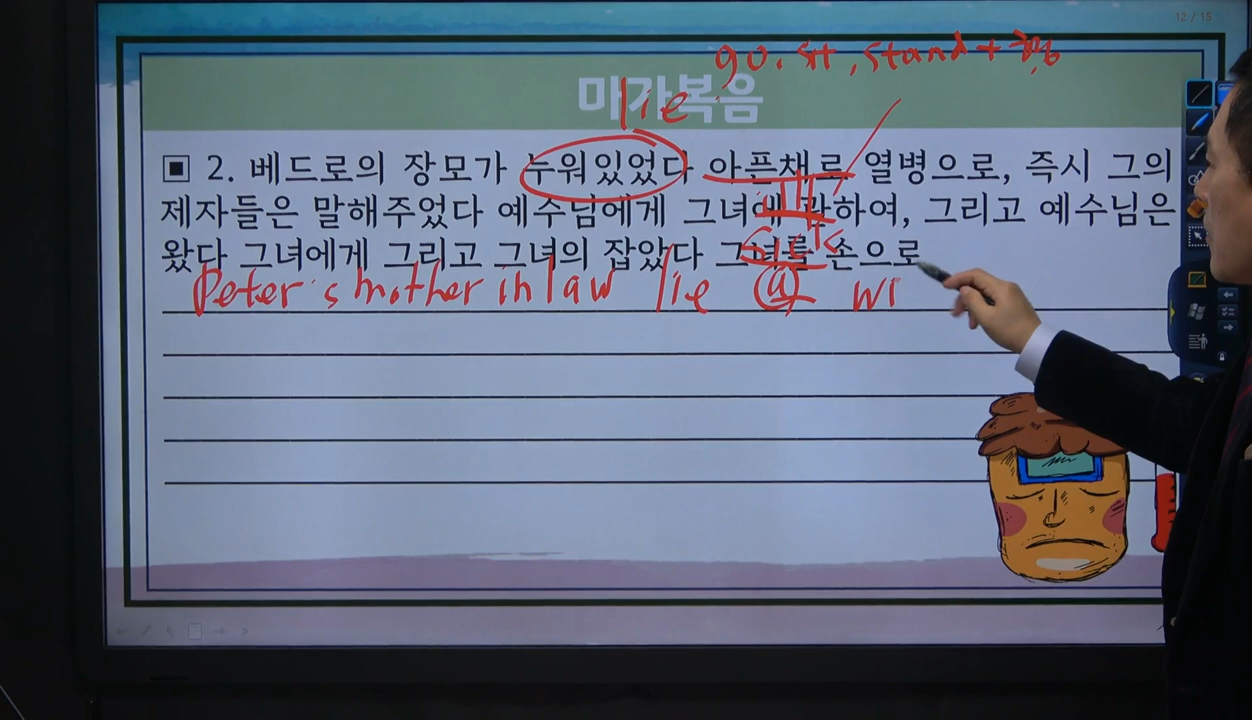 12 / 15
go. sit, stand +
마가복음
lie
▣ 2. 베드로의 장모가 누워있었다 아픈채로 열병으로, 즉시 그의
제자들은 말해주었다 예수님에게 그녀에 관하여, 그리고 예수님은
ill
왔다 그녀에게 그리고 그녀의 잡았다 그녀를 손으로
sick
Peter's mother in law lie a wi